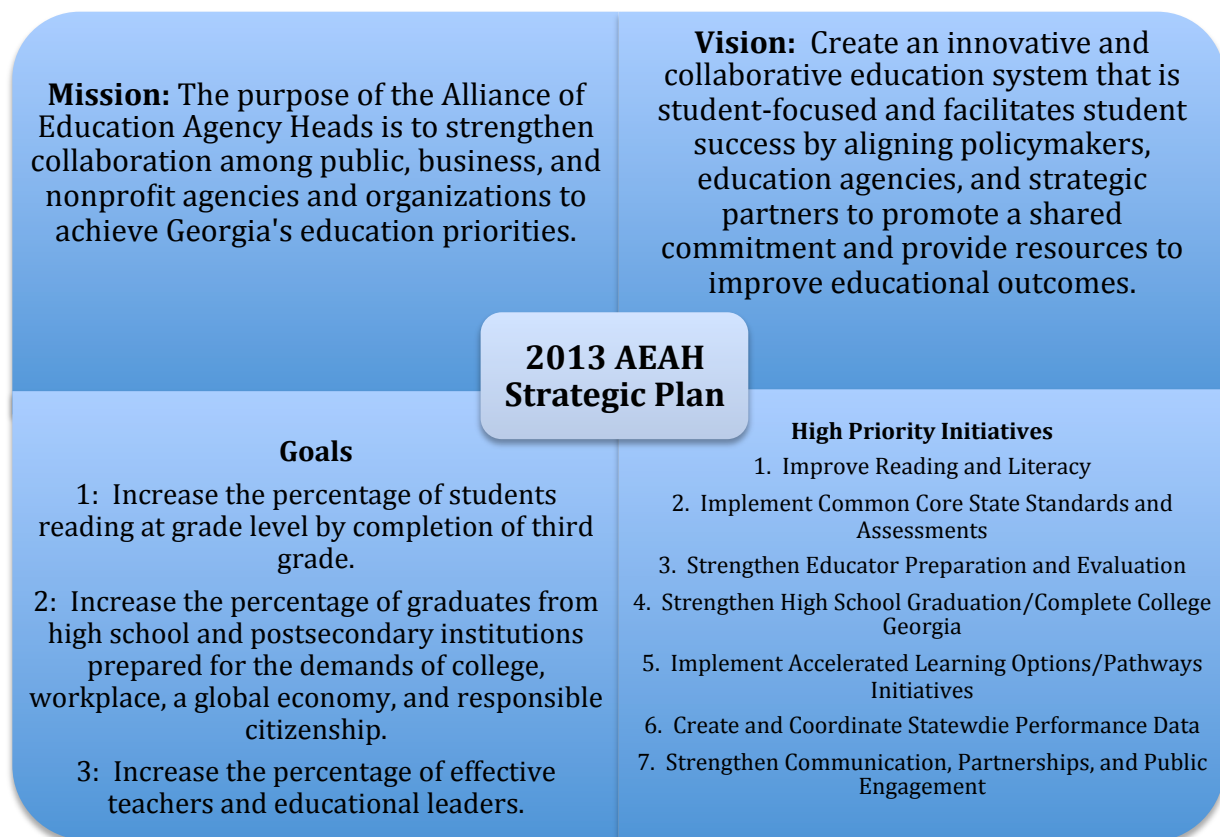 Mission: The purpose of the Alliance of
Education Agency Heads is to strengthen
collaboration among public, business, and
nonprofit agencies and organizations to
achieve Georgia's education priorities.
Vision: Create an innovative and
collaborative education system that is
student-focused and facilitates student
success by aligning policymakers,
education agencies, and strategic
partners to promote a shared
commitment and provide resources to
improve educational outcomes.
2013 AEAH
Strategic Plan
Goals
1: Increase the percentage of students
reading at grade level by completion of third
grade.
2: Increase the percentage of graduates from
high school and postsecondary institutions
prepared for the demands of college,
workplace, a global economy, and responsible
citizenship.
3: Increase the percentage of effective
teachers and educational leaders.
High Priority Initiatives
1. Improve Reading and Literacy
2. Implement Common Core State Standards and
Assessments
3. Strengthen Educator Preparation and Evaluation
4. Strengthen High School Graduation/Complete College
Georgia
5. Implement Accelerated Learning Options/Pathways
Initiatives
6. Create and Coordinate Statewdie Performance Data
7. Strengthen Communication, Partnerships, and Public
Engagement